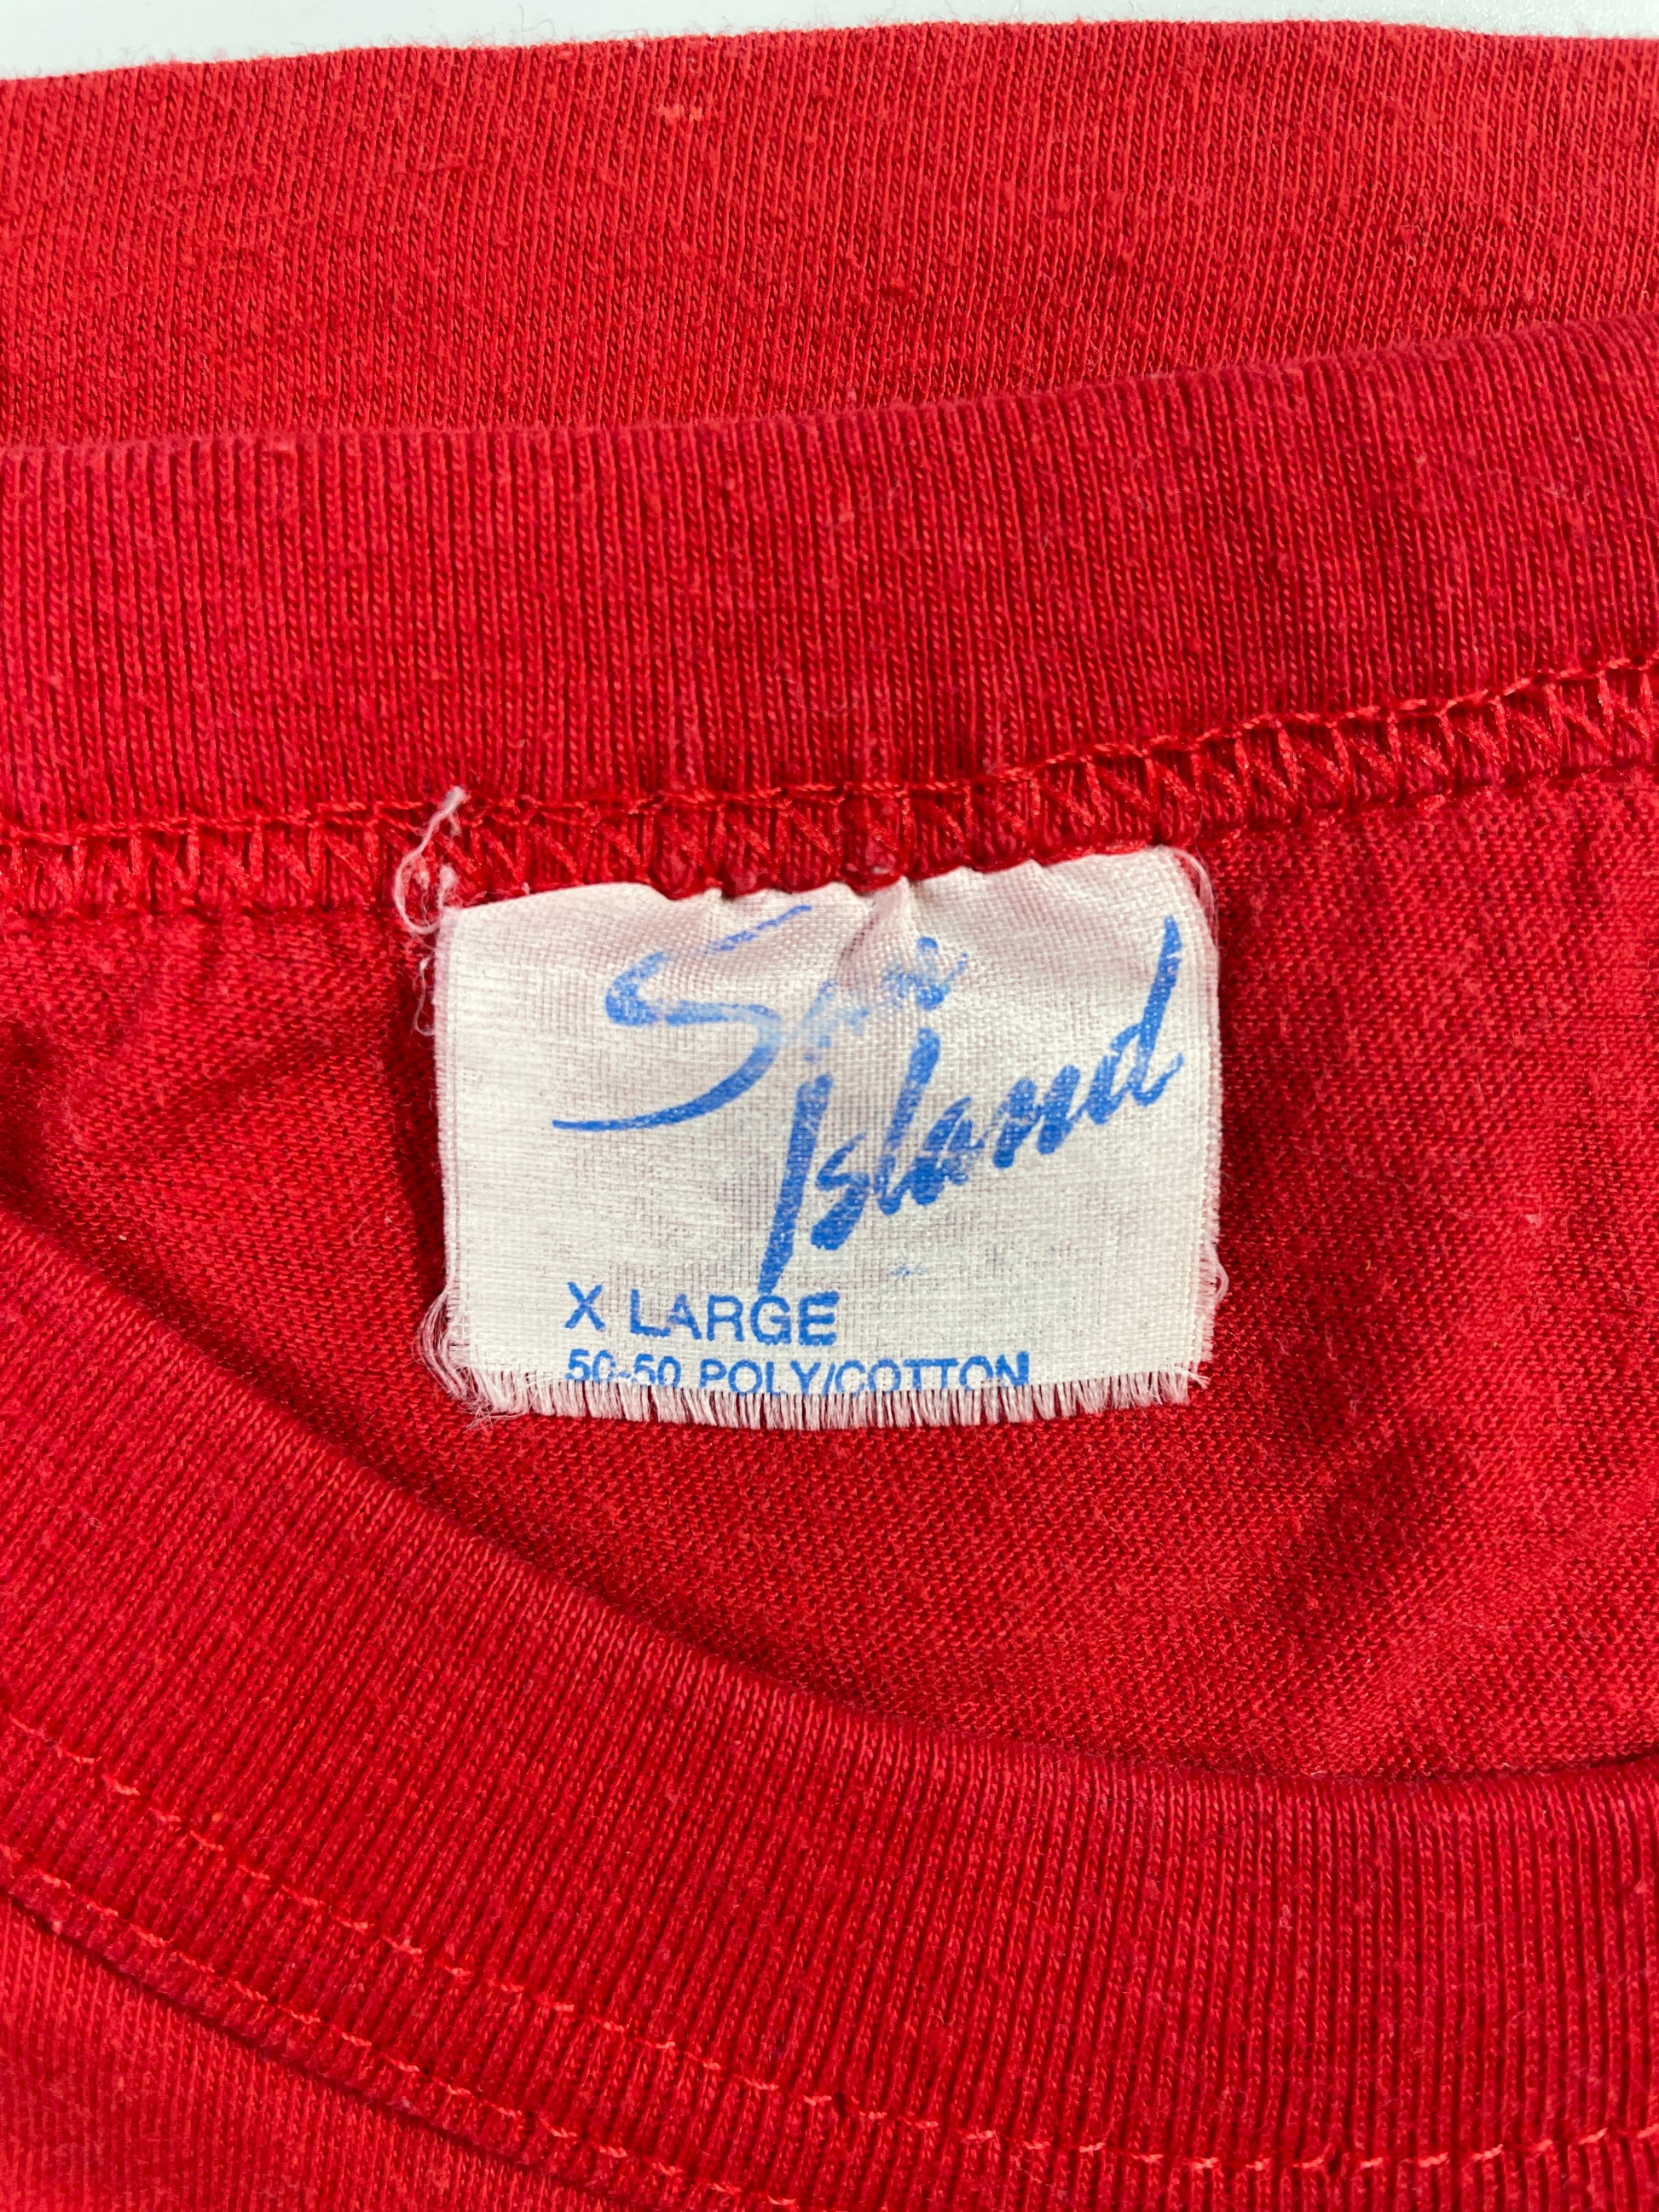 Island
X LARGE
50-50 POLY/COTTON